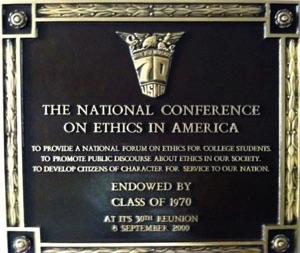 70
USMA
THE NATIONAL CONFERENCE
ON ETHICS IN AMERICA
TO PROVIDE A NATIONAL FORUM ON ETHICS FOR COLLEGE STUDENTS.
TO PROMOTE PUBLIC DISCOURSE ABOUT ETHICS IN OUR SOCIETY.
TO DEVELOP CITIZENS OF CHARACTER FOR SERVICE TO OUR NATION.
ENDOWED BY
CLASS OF 1970
AT ITS 30TH REUNION
8 SEPTEMBER 2000